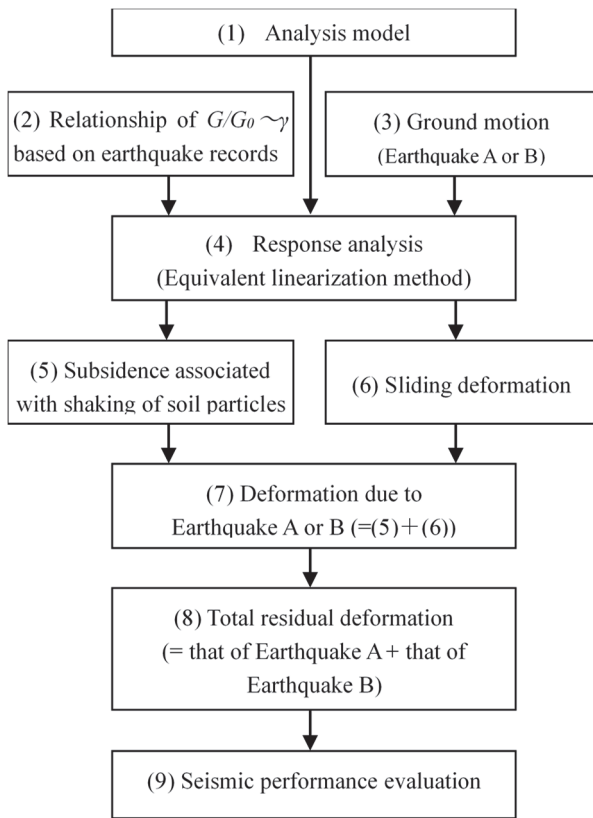 (1) Analysis model
(2) Relationship of G/G₀～γ
based on earthquake records
(3) Ground motion
(Earthquake A or B)
(4) Response analysis
(Equivalent linearization method)
(5) Subsidence associated
with shaking of soil particles
(6) Sliding deformation
(7) Deformation due to
Earthquake A or B (=(5)＋(6))
(8) Total residual deformation
(= that of Earthquake A + that of
Earthquake B)
(9) Seismic performance evaluation